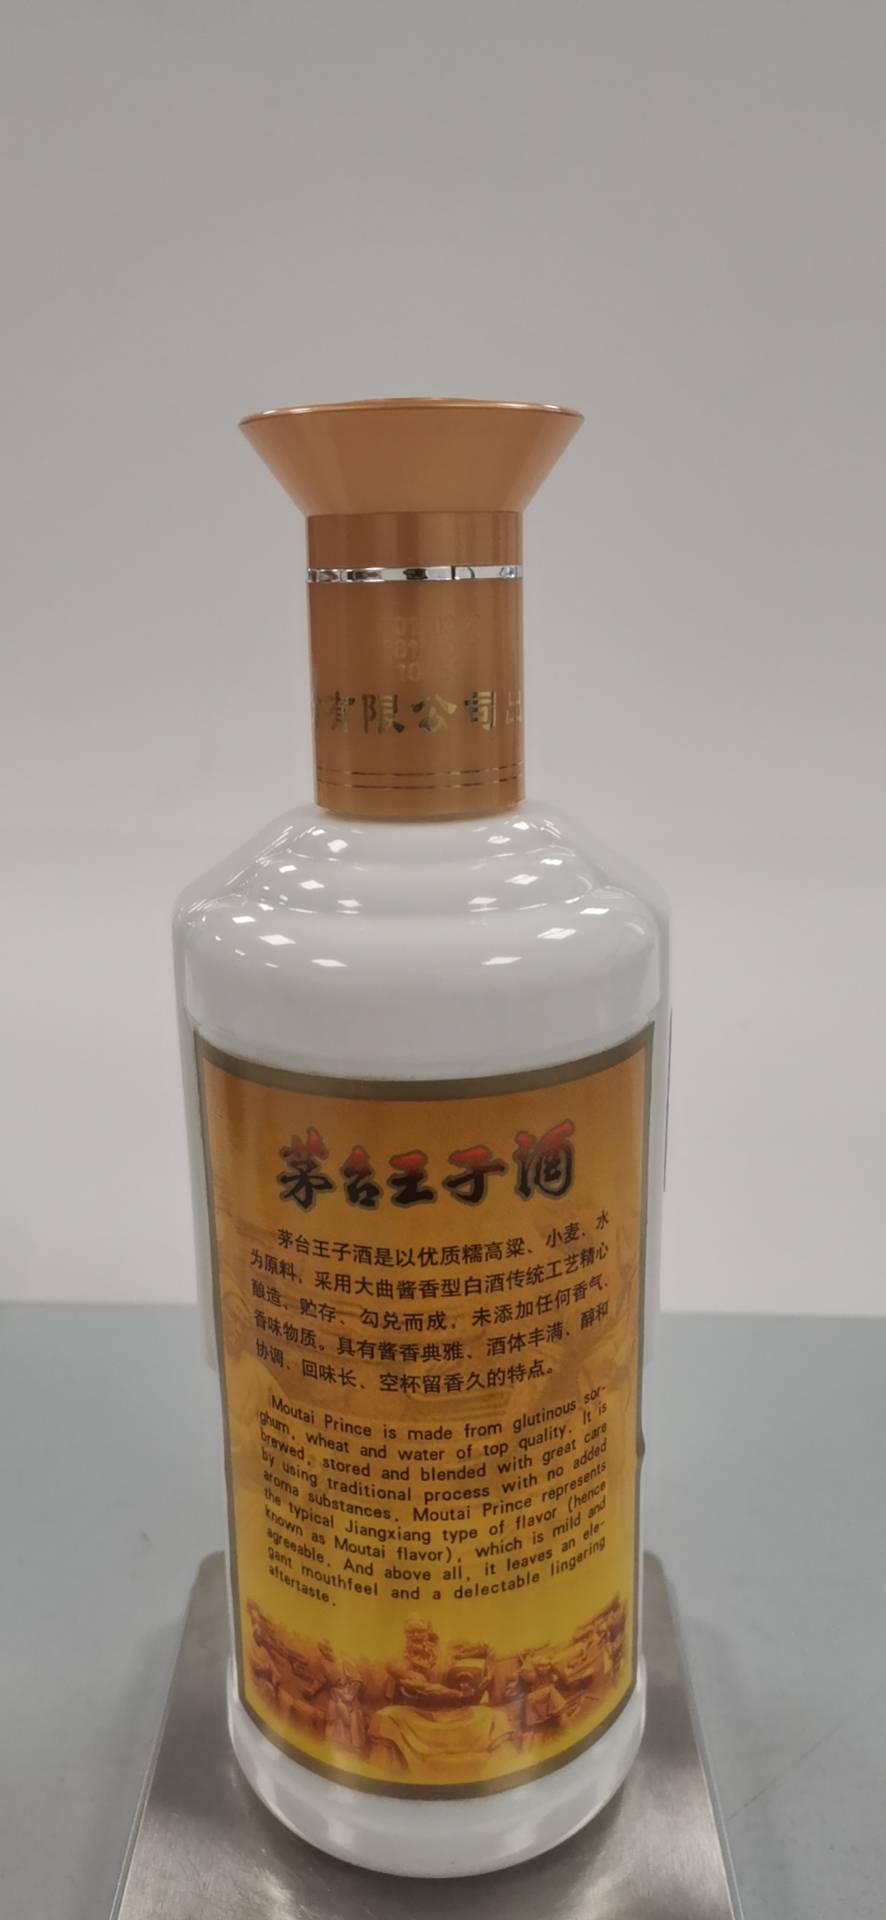 有限公司出
茅台王子酒
茅台王子酒是以优质糯高粱、小麦、水
为原料，采用大曲酱香型白酒传统工艺精心
酿造、贮存、勾兑而成，未添加任何香气、
香味物质。具有酱香典雅、酒体丰满、醇和
协调、回味长、空杯留香久的特点。
Moutai Prince is made from glutinous sor-
ghum, wheat and water of top quality. It is
brewed, stored and blended with great care
by using traditional process with no added
aroma substances. Moutai Prince represents
the typical Jiangxiang type of flavor (hence
known as Moutai flavor), which is mild and
agreeable. And above all, it leaves an ele-
gant mouthfeel and a delectable lingering
aftertaste.